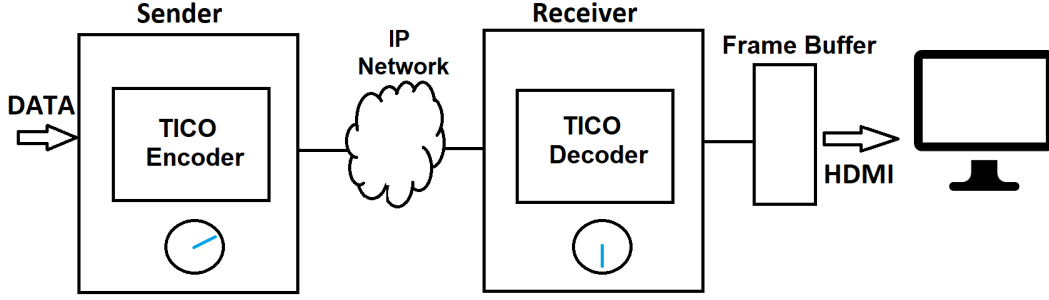 Sender
Receiver
IP
Network
Frame Buffer
DATA
TICO
Encoder
TICO
Decoder
HDMI